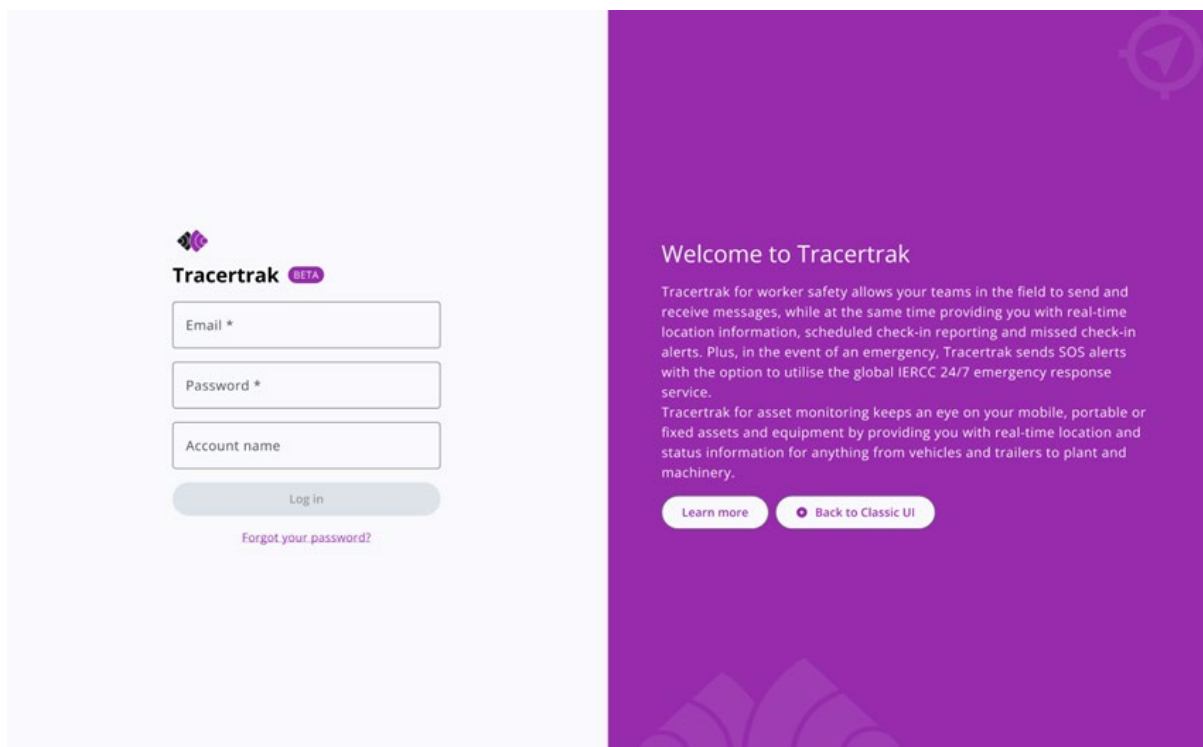 Tracertrak BETA
Email *
Password *
Account name
Log in
Forgot your password?
Welcome to Tracertrak
Tracertrak for worker safety allows your teams in the field to send and
receive messages, while at the same time providing you with real-time
location information, scheduled check-in reporting and missed check-in
alerts. Plus, in the event of an emergency, Tracertrak sends SOS alerts
with the option to utilise the global IERCC 24/7 emergency response
service.
Tracertrak for asset monitoring keeps an eye on your mobile, portable or
fixed assets and equipment by providing you with real-time location and
status information for anything from vehicles and trailers to plant and
machinery.
Learn more
Back to Classic UI